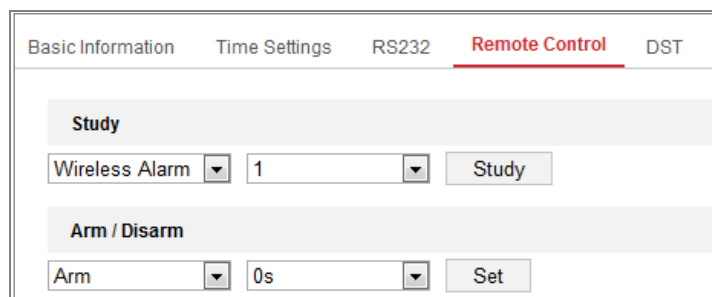 Basic Information Time Settings RS232 Remote Control DST
Study
Wireless Alarm 1 Study
Arm / Disarm
Arm 0s Set